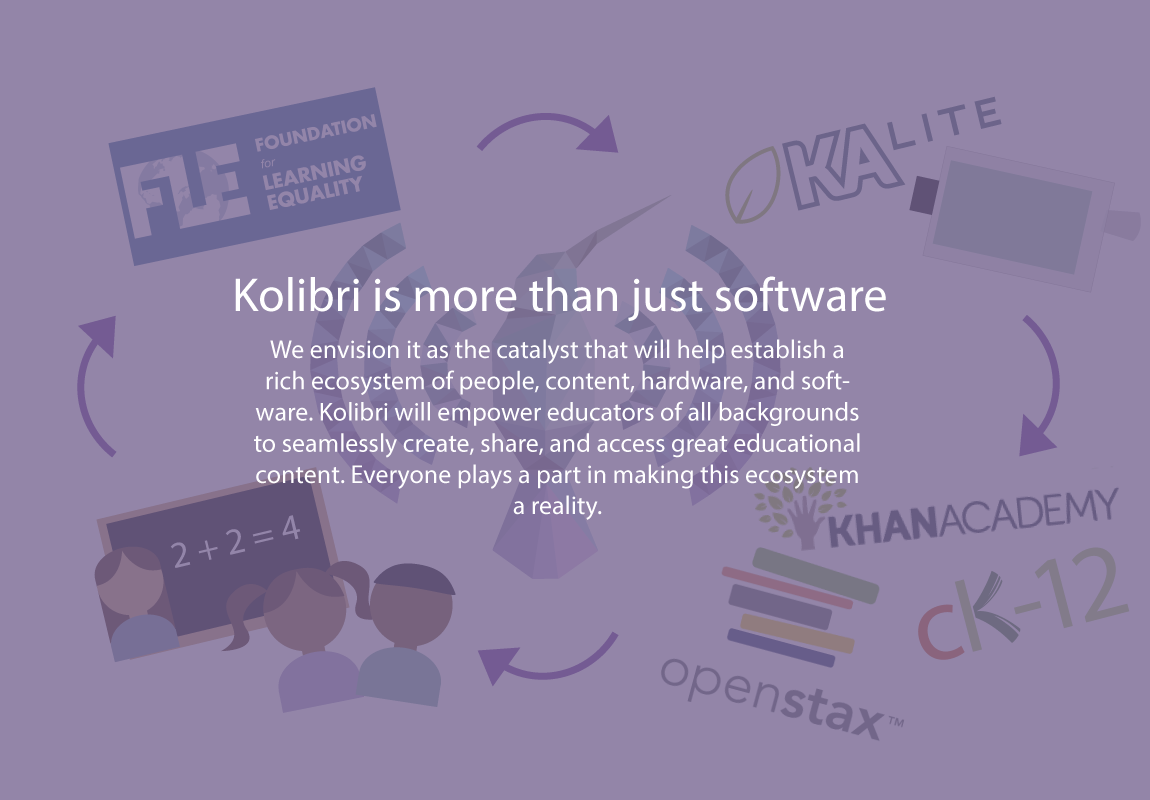 FLE
FOUNDATION
for
LEARNING
EQUALITY
KA LITE
Kolibri is more than just software
We envision it as the catalyst that will help establish a
rich ecosystem of people, content, hardware, and soft-
ware. Kolibri will empower educators of all backgrounds
to seamlessly create, share, and access great educational
content. Everyone plays a part in making this ecosystem
a reality.
2 + 2 = 4
KHANACADEMY
cK-12
openstax™